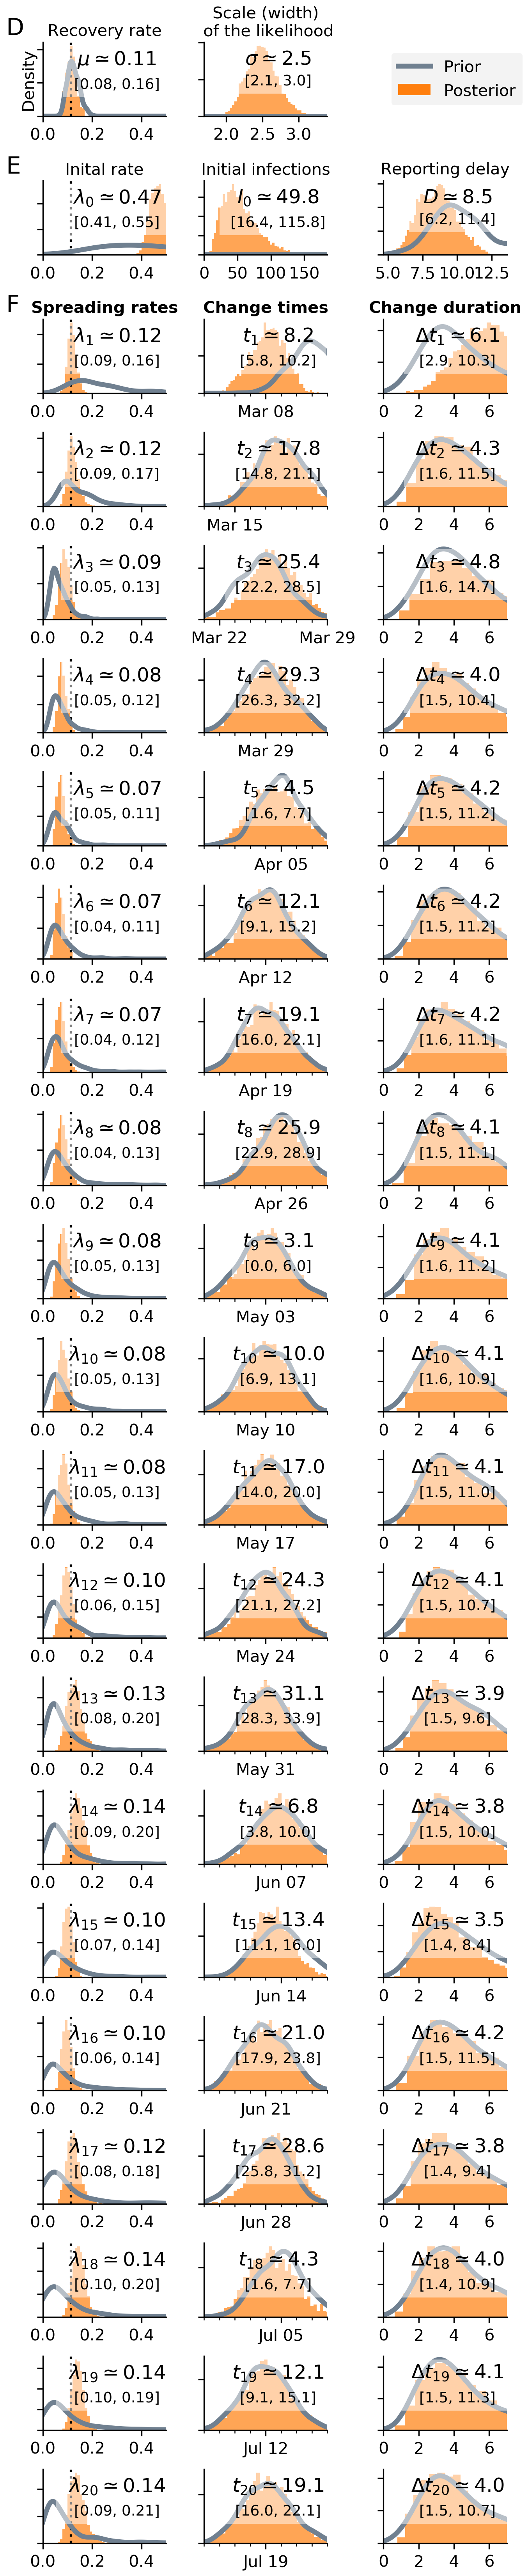 D
Recovery rate
Scale (width)
of the likelihood
Density
μ ≃ 0.11
[0.08, 0.16]
σ ≃ 2.5
[2.1, 3.0]
Prior
Posterior
0.0 0.2 0.4
2.0 2.5 3.0
E
Inital rate
Initial infections
Reporting delay
λ0 ≃ 0.47
[0.41, 0.55]
I0 ≃ 49.8
[16.4, 115.8]
D ≃ 8.5
[6.2, 11.4]
0.0 0.2 0.4
0 50 100 150
5.0 7.5 10.0 12.5
F
Spreading rates
Change times
Change duration
λ1 ≃ 0.12
[0.09, 0.16]
t1 ≃ 8.2
[5.8, 10.2]
Δt1 ≃ 6.1
[2.9, 10.3]
0.0 0.2 0.4
Mar 08
0 2 4 6
λ2 ≃ 0.12
[0.09, 0.17]
t2 ≃ 17.8
[14.8, 21.1]
Δt2 ≃ 4.3
[1.6, 11.5]
0.0 0.2 0.4
Mar 15
0 2 4 6
λ3 ≃ 0.09
[0.05, 0.13]
t3 ≃ 25.4
[22.2, 28.5]
Δt3 ≃ 4.8
[1.6, 14.7]
0.0 0.2 0.4
Mar 22 Mar 29
0 2 4 6
λ4 ≃ 0.08
[0.05, 0.12]
t4 ≃ 29.3
[26.3, 32.2]
Δt4 ≃ 4.0
[1.5, 10.4]
0.0 0.2 0.4
Mar 29
0 2 4 6
λ5 ≃ 0.07
[0.05, 0.11]
t5 ≃ 4.5
[1.6, 7.7]
Δt5 ≃ 4.2
[1.5, 11.2]
0.0 0.2 0.4
Apr 05
0 2 4 6
λ6 ≃ 0.07
[0.04, 0.11]
t6 ≃ 12.1
[9.1, 15.2]
Δt6 ≃ 4.2
[1.5, 11.2]
0.0 0.2 0.4
Apr 12
0 2 4 6
λ7 ≃ 0.07
[0.04, 0.12]
t7 ≃ 19.1
[16.0, 22.1]
Δt7 ≃ 4.2
[1.6, 11.1]
0.0 0.2 0.4
Apr 19
0 2 4 6
λ8 ≃ 0.08
[0.04, 0.13]
t8 ≃ 25.9
[22.9, 28.9]
Δt8 ≃ 4.1
[1.5, 11.1]
0.0 0.2 0.4
Apr 26
0 2 4 6
λ9 ≃ 0.08
[0.05, 0.13]
t9 ≃ 3.1
[0.0, 6.0]
Δt9 ≃ 4.1
[1.6, 11.2]
0.0 0.2 0.4
May 03
0 2 4 6
λ10 ≃ 0.08
[0.05, 0.13]
t10 ≃ 10.0
[6.9, 13.1]
Δt10 ≃ 4.1
[1.6, 10.9]
0.0 0.2 0.4
May 10
0 2 4 6
λ11 ≃ 0.08
[0.05, 0.13]
t11 ≃ 17.0
[14.0, 20.0]
Δt11 ≃ 4.1
[1.5, 11.0]
0.0 0.2 0.4
May 17
0 2 4 6
λ12 ≃ 0.10
[0.06, 0.15]
t12 ≃ 24.3
[21.1, 27.2]
Δt12 ≃ 4.1
[1.5, 10.7]
0.0 0.2 0.4
May 24
0 2 4 6
λ13 ≃ 0.13
[0.08, 0.20]
t13 ≃ 31.1
[28.3, 33.9]
Δt13 ≃ 3.9
[1.5, 9.6]
0.0 0.2 0.4
May 31
0 2 4 6
λ14 ≃ 0.14
[0.09, 0.20]
t14 ≃ 6.8
[3.8, 10.0]
Δt14 ≃ 3.8
[1.5, 10.0]
0.0 0.2 0.4
Jun 07
0 2 4 6
λ15 ≃ 0.10
[0.07, 0.14]
t15 ≃ 13.4
[11.1, 16.0]
Δt15 ≃ 3.5
[1.4, 8.4]
0.0 0.2 0.4
Jun 14
0 2 4 6
λ16 ≃ 0.10
[0.06, 0.14]
t16 ≃ 21.0
[17.9, 23.8]
Δt16 ≃ 4.2
[1.5, 11.5]
0.0 0.2 0.4
Jun 21
0 2 4 6
λ17 ≃ 0.12
[0.08, 0.18]
t17 ≃ 28.6
[25.8, 31.2]
Δt17 ≃ 3.8
[1.4, 9.4]
0.0 0.2 0.4
Jun 28
0 2 4 6
λ18 ≃ 0.14
[0.10, 0.20]
t18 ≃ 4.3
[1.6, 7.7]
Δt18 ≃ 4.0
[1.4, 10.9]
0.0 0.2 0.4
Jul 05
0 2 4 6
λ19 ≃ 0.14
[0.10, 0.19]
t19 ≃ 12.1
[9.1, 15.1]
Δt19 ≃ 4.1
[1.5, 11.3]
0.0 0.2 0.4
Jul 12
0 2 4 6
λ20 ≃ 0.14
[0.09, 0.21]
t20 ≃ 19.1
[16.0, 22.1]
Δt20 ≃ 4.0
[1.5, 10.7]
0.0 0.2 0.4
Jul 19
0 2 4 6